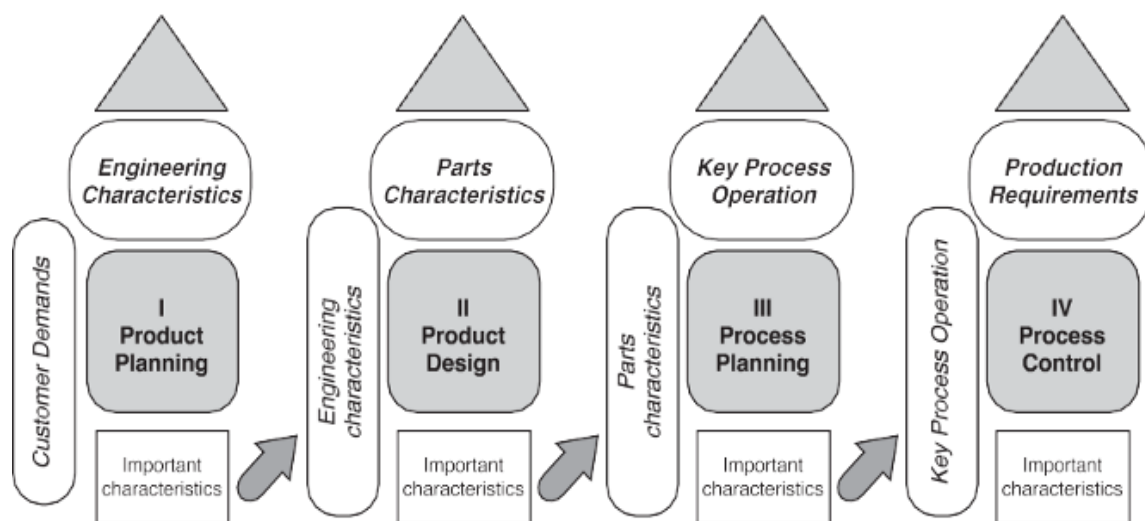 Engineering
Characteristics
Customer Demands
I
Product
Planning
Important
characteristics
Parts
Characteristics
Engineering
characteristics
II
Product
Design
Important
characteristics
Key Process
Operation
Parts
characteristics
III
Process
Planning
Important
characteristics
Production
Requirements
Key Process Operation
IV
Process
Control
Important
characteristics